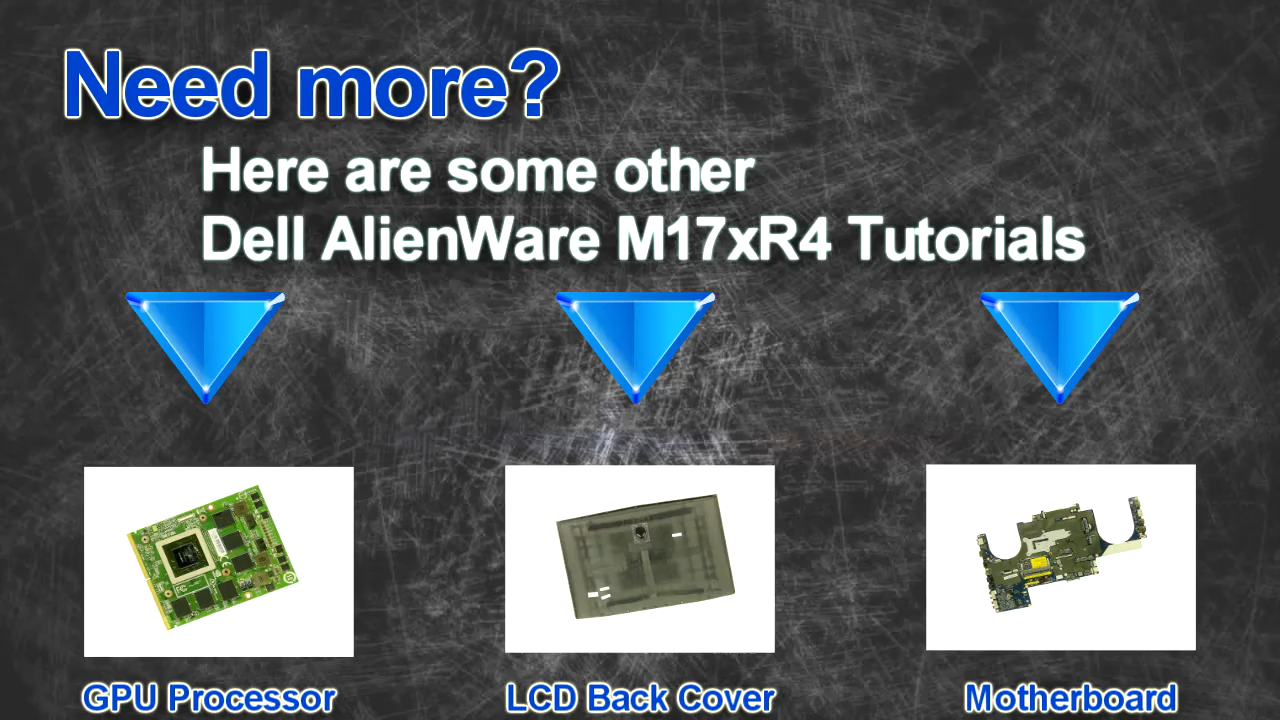 Need more?
Here are some other
Dell AlienWare M17xR4 Tutorials
GPU Processor
LCD Back Cover
Motherboard